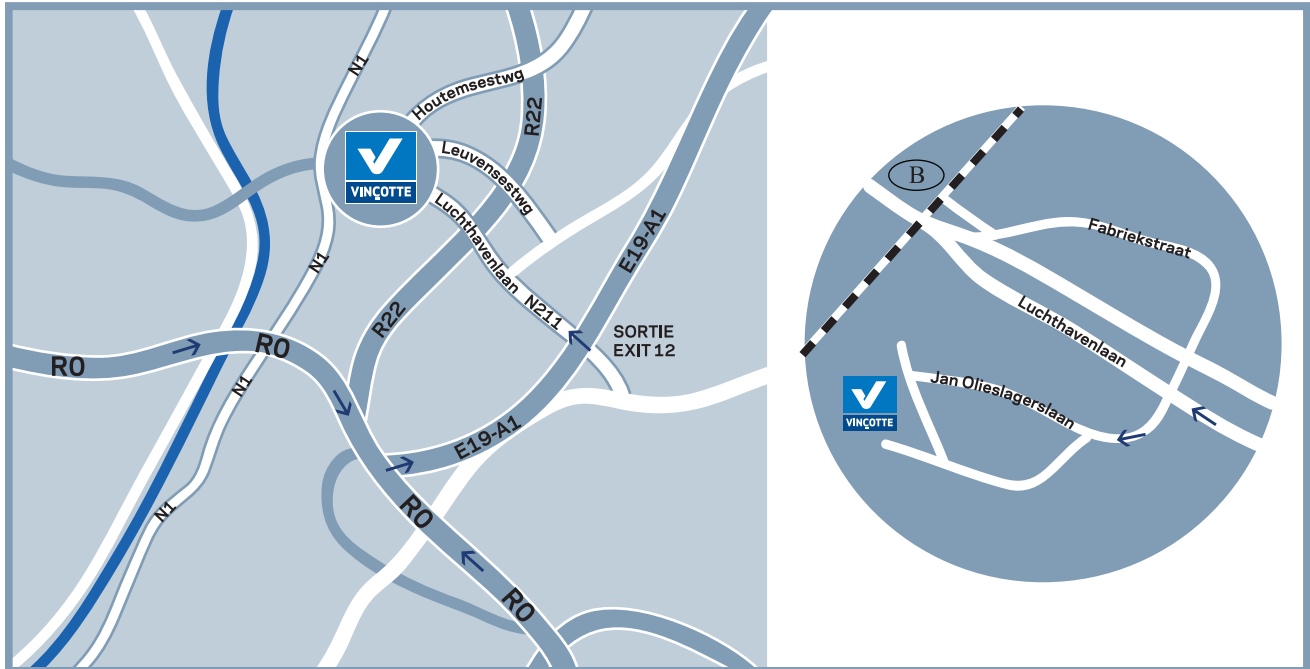 N1
Houtemsestwg
R22
Leuvensestwg
VINÇOTTE
Luchthavenlaan N211
E19-A1
N1
R22
SORTIE
EXIT 12
R0
R0
N1
E19-A1
N1
R0
R0
B
Fabriekstraat
Luchthavenlaan
Jan Olieslagerslaan
VINÇOTTE